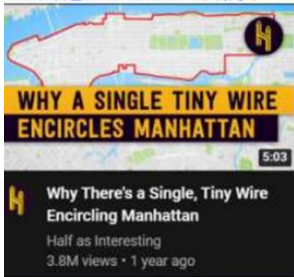 WHY A SINGLE TINY WIRE
ENCIRCLES MANHATTAN
5:03
Why There's a Single, Tiny Wire
Encircling Manhattan
Half as Interesting
3.8M views • 1 year ago